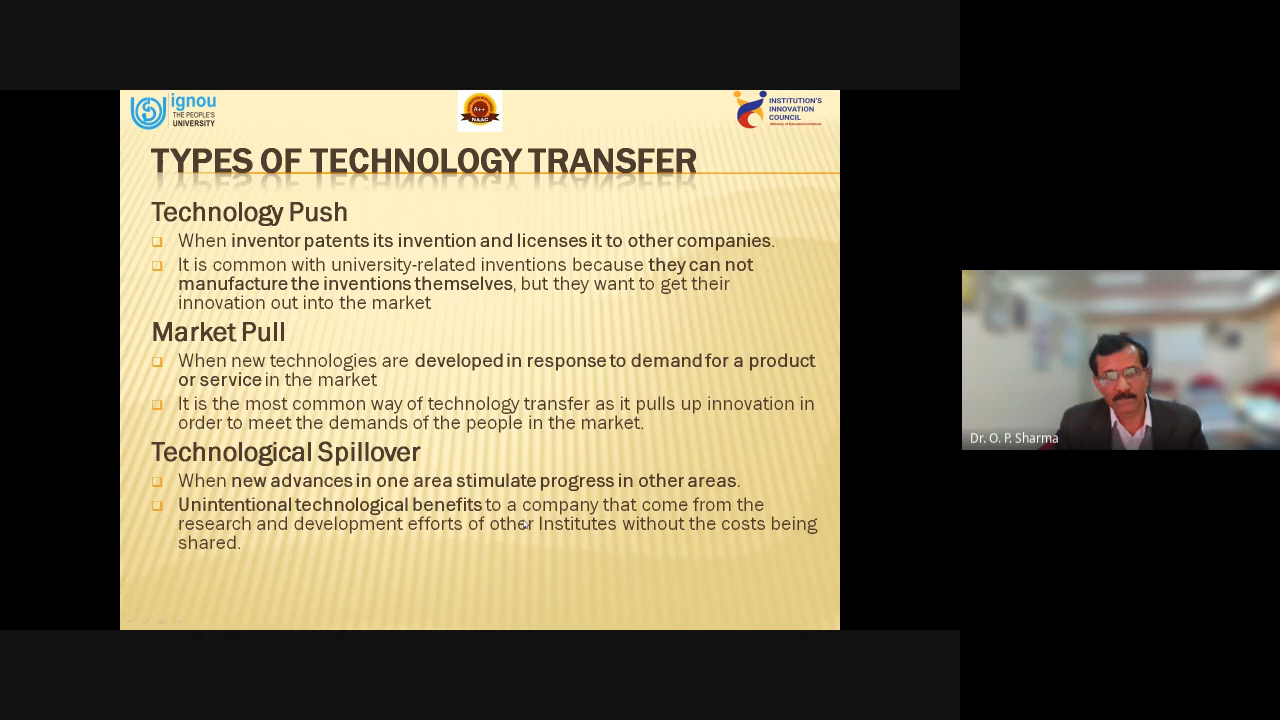 ignou
THE PEOPLE'S
UNIVERSITY
A++
NAAC
INSTITUTION'S
INNOVATION
COUNCIL
(Ministry of Education Initiative)
TYPES OF TECHNOLOGY TRANSFER
Technology Push
When inventor patents its invention and licenses it to other companies.
It is common with university-related inventions because they can not
manufacture the inventions themselves, but they want to get their
innovation out into the market
Market Pull
When new technologies are developed in response to demand for a product
or service in the market
It is the most common way of technology transfer as it pulls up innovation in
order to meet the demands of the people in the market.
Technological Spillover
When new advances in one area stimulate progress in other areas.
Unintentional technological benefits to a company that come from the
research and development efforts of other Institutes without the costs being
shared.
Dr. O. P. Sharma